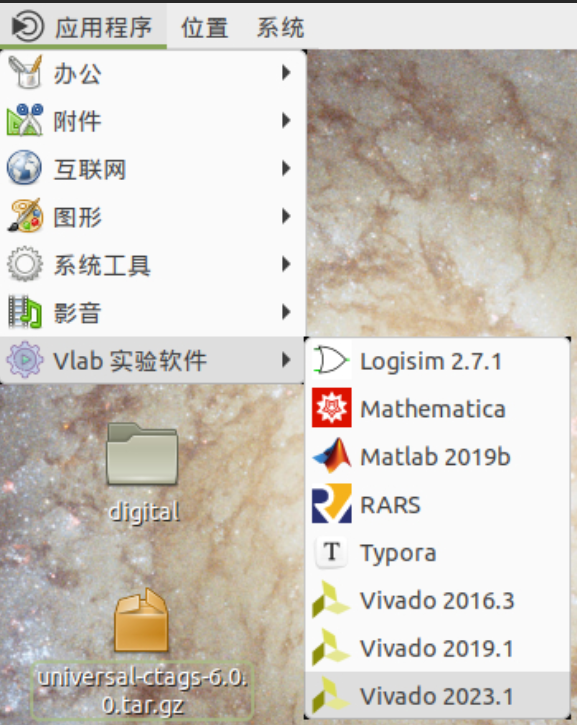 应用程序 位置 系统
办公
附件
互联网
图形
系统工具
影音
Vlab 实验软件
Logisim 2.7.1
Mathematica
Matlab 2019b
RARS
T Typora
Vivado 2016.3
Vivado 2019.1
Vivado 2023.1
digital
universal-ctags-6.0.
0.tar.gz